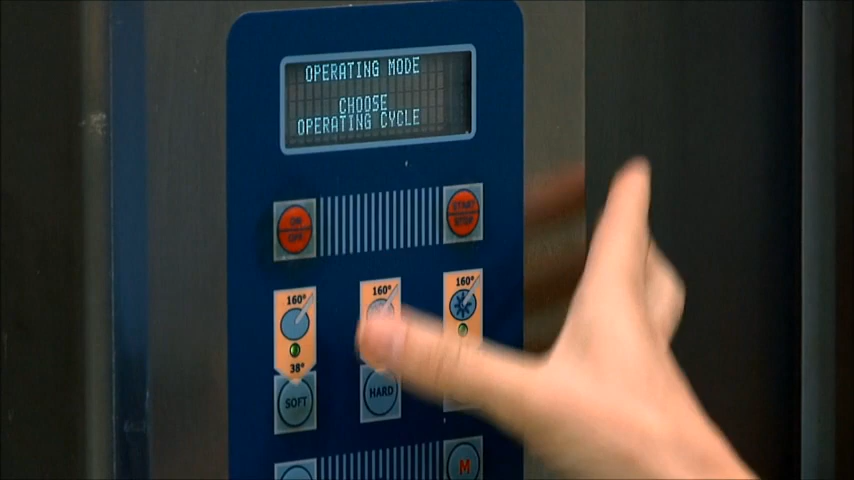 OPERATING MODE
CHOOSE
OPERATING CYCLE
ON
OFF
START
STOP
160°
160°
160°
38°
SOFT
HARD
M